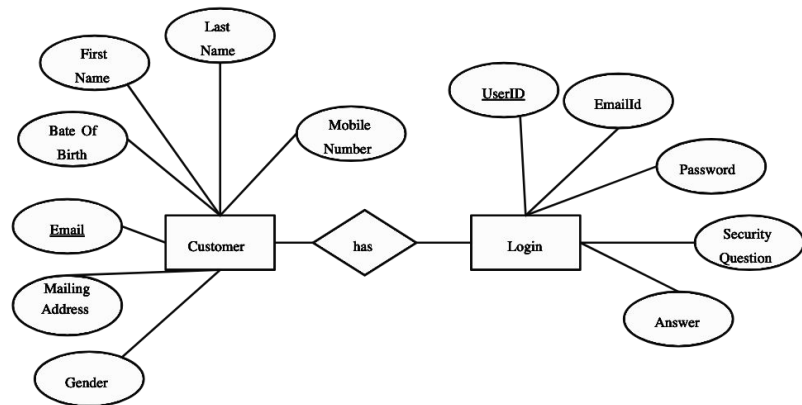 Last
Name
First
Name
UserID
EmailId
Bate Of
Birth
Mobile
Number
Password
Email
Customer
has
Login
Security
Question
Mailing
Address
Answer
Gender